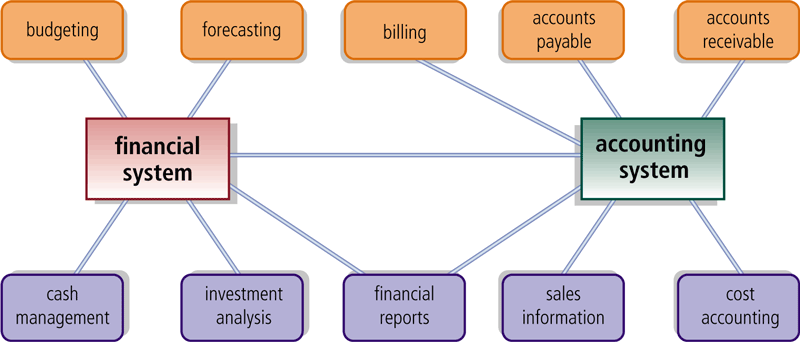 budgeting
forecasting
billing
accounts
payable
accounts
receivable
financial
system
accounting
system
cash
management
investment
analysis
financial
reports
sales
information
cost
accounting